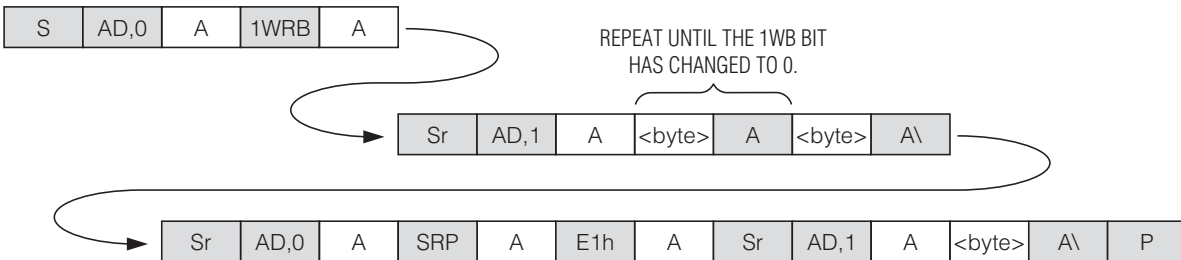 S AD,0 A 1WRB A
REPEAT UNTIL THE 1WB BIT
HAS CHANGED TO 0.
Sr AD,1 A <byte> A <byte> A\
Sr AD,0 A SRP A E1h A Sr AD,1 A <byte> A\ P